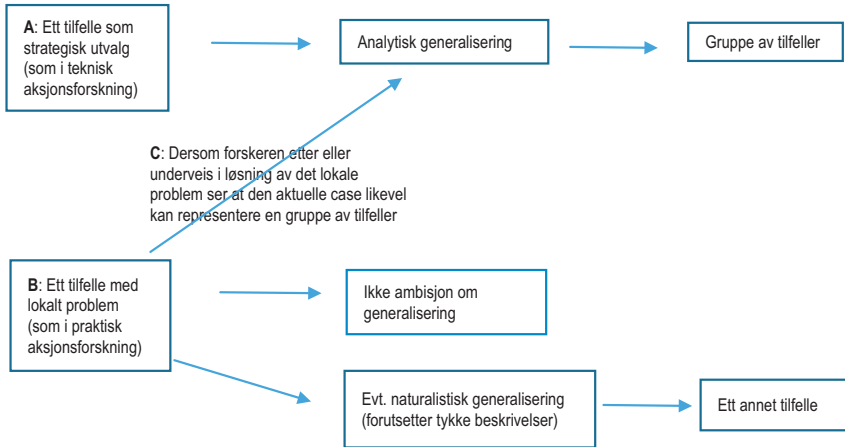 A: Ett tilfelle som
strategisk utvalg
(som i teknisk
aksjonsforskning)
Analytisk generalisering
Gruppe av tilfeller
C: Dersom forskeren etter eller
underveis i løsning av det lokale
problem ser at den aktuelle case likevel
kan representere en gruppe av tilfeller
B: Ett tilfelle med
lokalt problem
(som i praktisk
aksjonsforskning)
Ikke ambisjon om
generalisering
Evt. naturalistisk generalisering
(forutsetter tykke beskrivelser)
Ett annet tilfelle